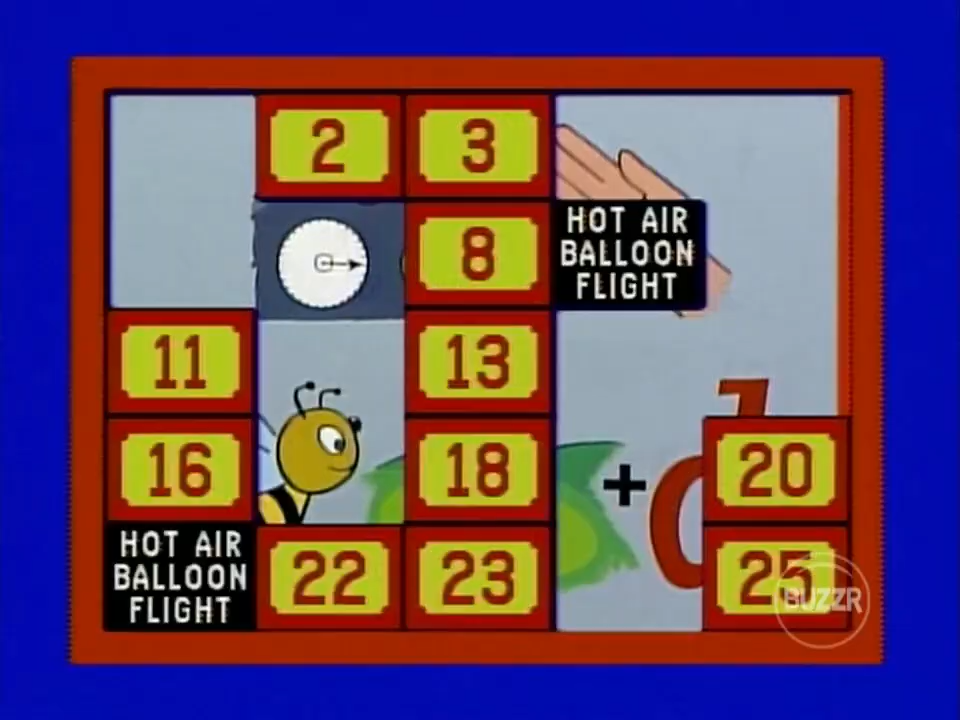 2 3
8 HOT AIR
BALLOON
FLIGHT
11 13
16 18 + d 20
HOT AIR
BALLOON
FLIGHT
22 23 25
BUZZR